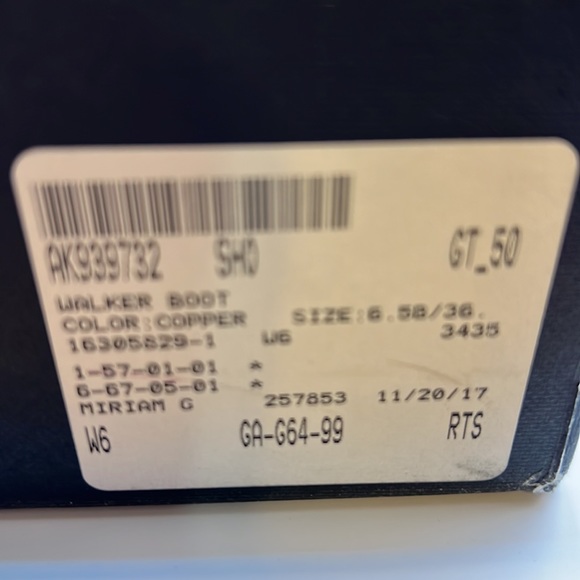 AK939732 SHO GT_50
WALKER BOOT
COLOR:COPPER SIZE:6.5B/36.
16305829-1 W6 3435
1-57-01-01 *
6-67-05-01 *
MIRIAM G 257853 11/20/17
W6 GA-G64-99 RTS